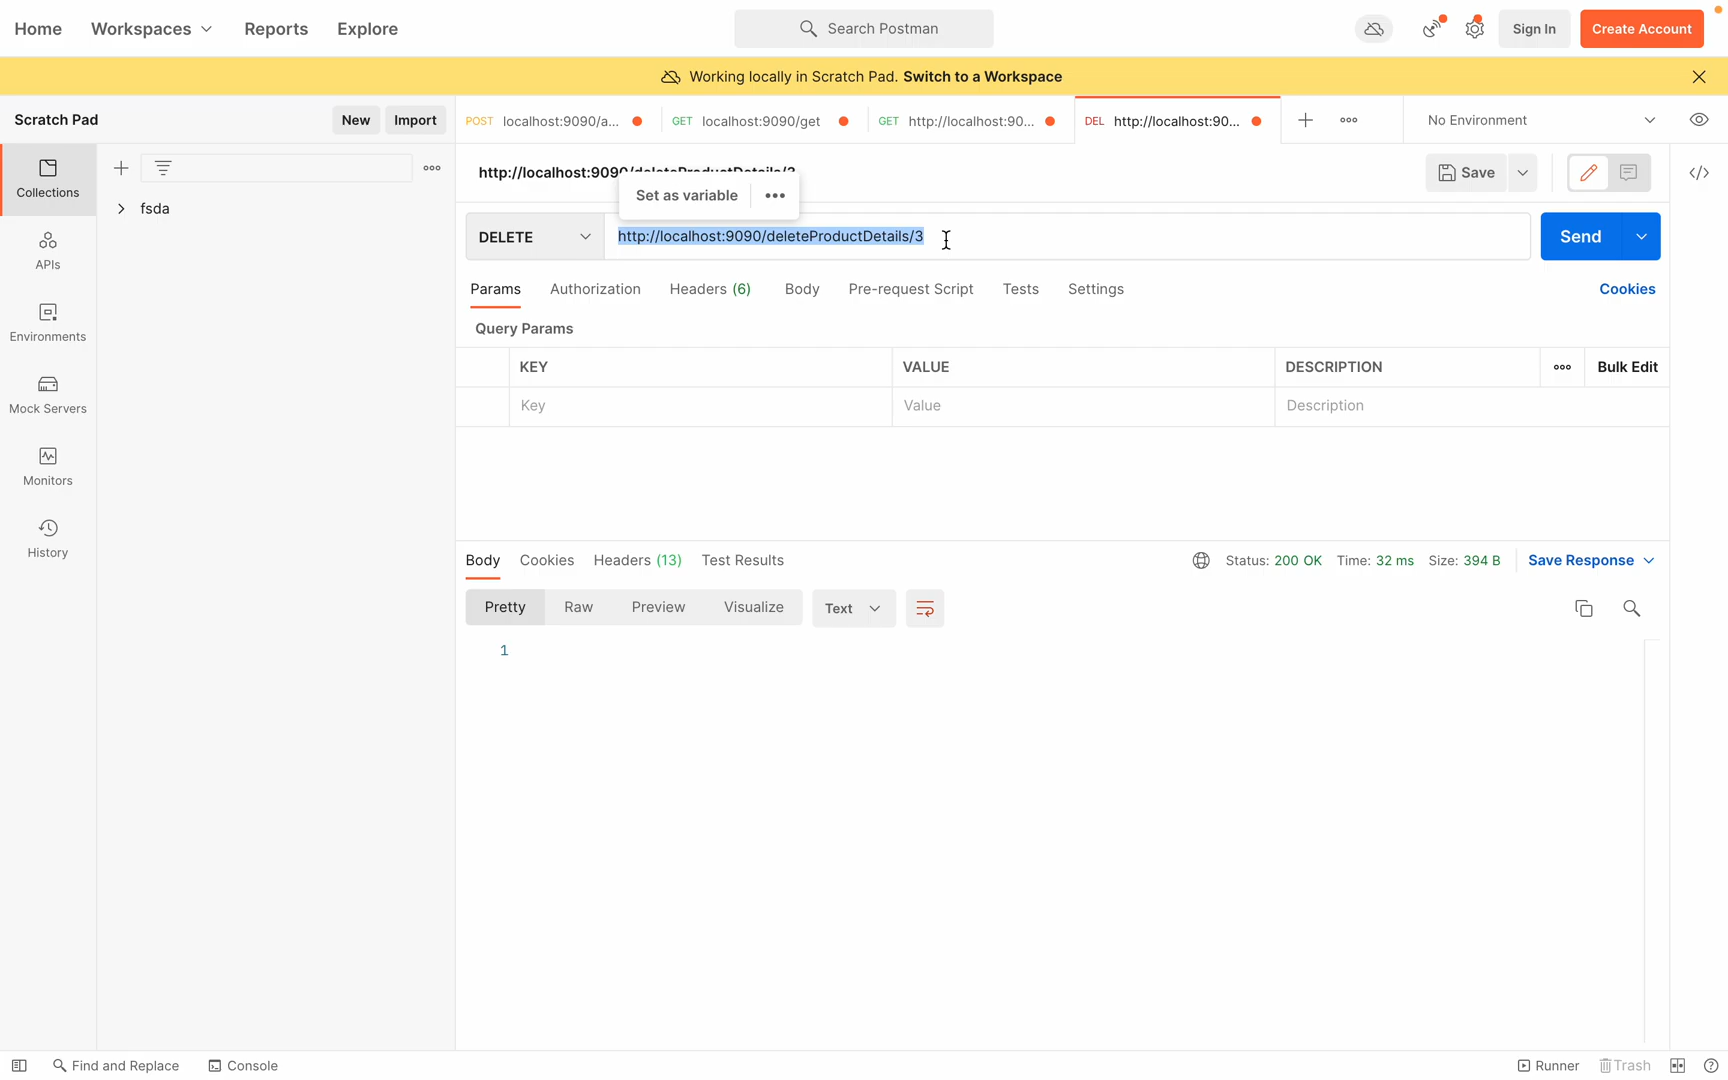 Home Workspaces Reports Explore Search Postman Sign In Create Account
Working locally in Scratch Pad. Switch to a Workspace
Scratch Pad New Import POST localhost:9090/a... GET localhost:9090/get GET http://localhost:90... DEL http://localhost:90... No Environment
Collections
fsda
http://localhost:9090/deleteProductDetails/3 Save
Set as variable
DELETE http://localhost:9090/deleteProductDetails/3 Send
APIs
Params Authorization Headers (6) Body Pre-request Script Tests Settings Cookies
Environments
Query Params
KEY VALUE DESCRIPTION Bulk Edit
Key Value Description
Mock Servers
Monitors
History
Body Cookies Headers (13) Test Results Status: 200 OK Time: 32 ms Size: 394 B Save Response
Pretty Raw Preview Visualize Text
1
Find and Replace Console Runner Trash